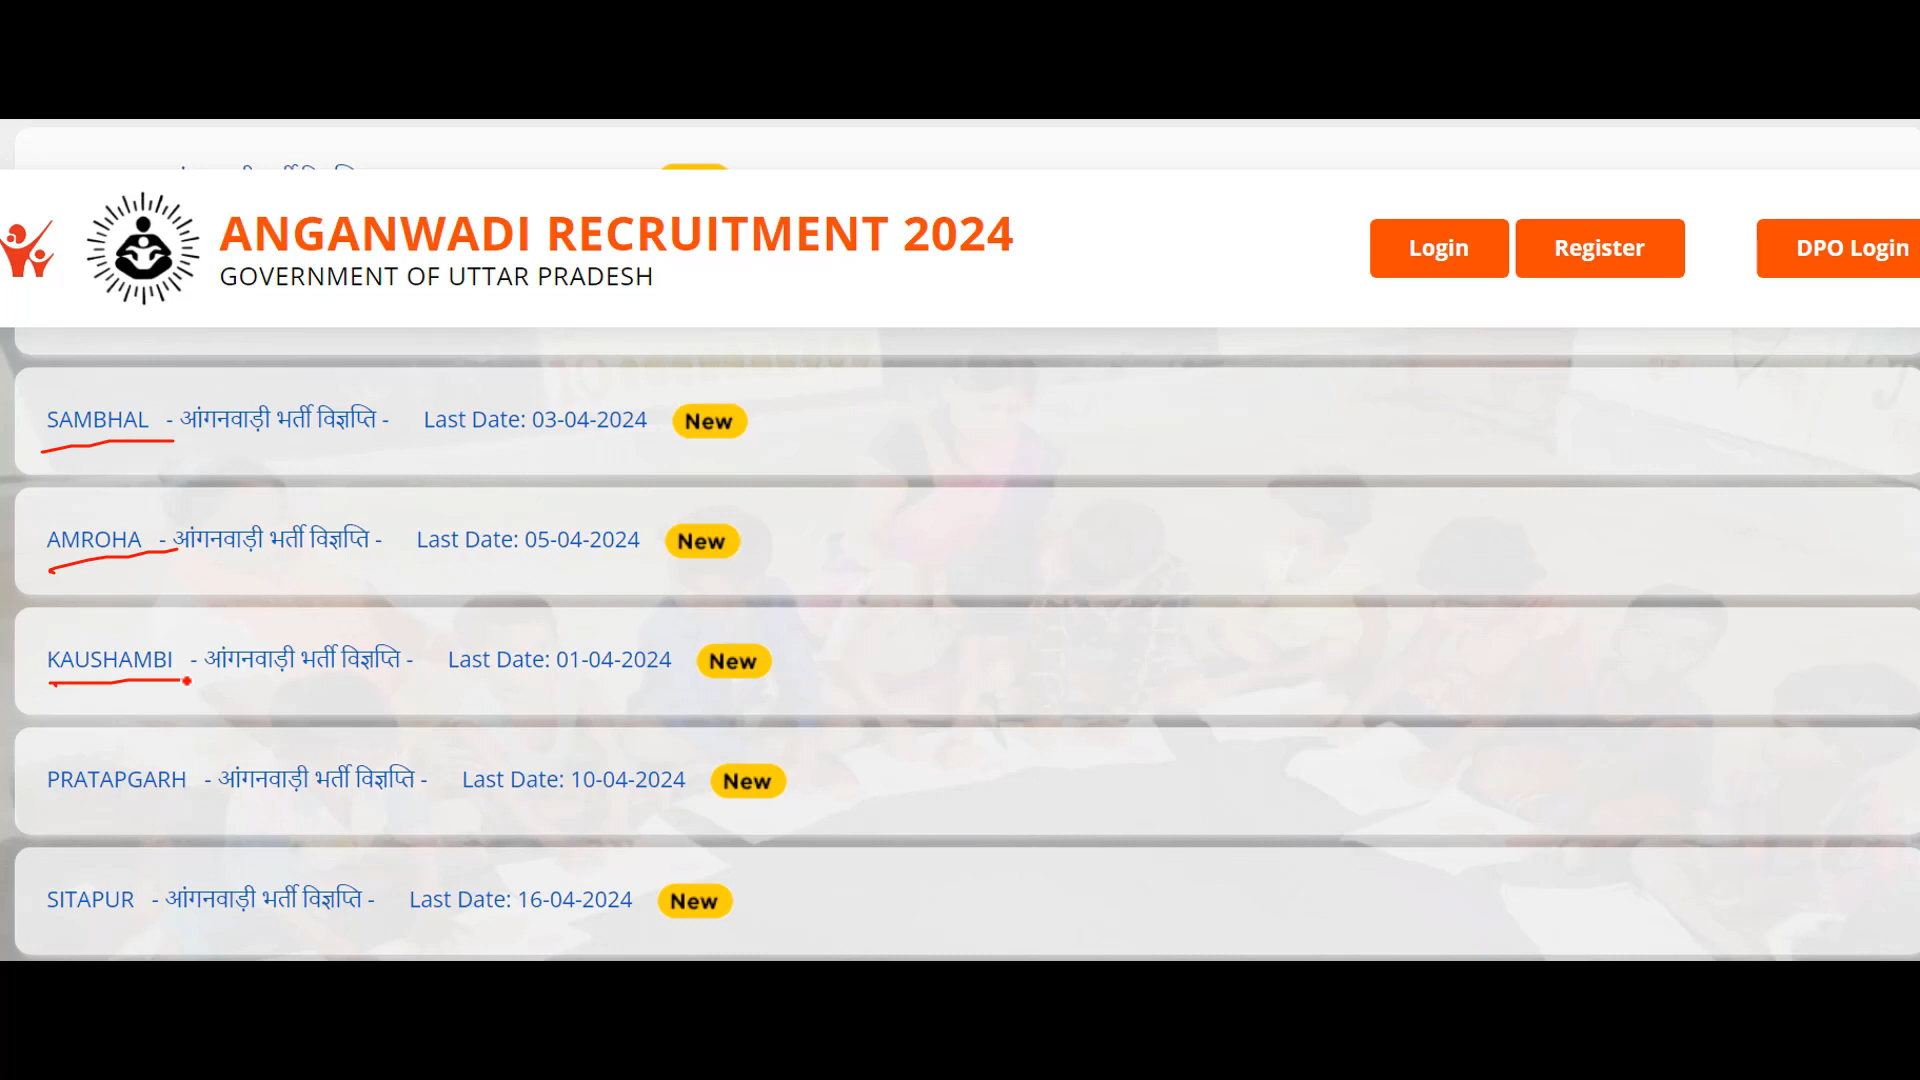 ANGANWADI RECRUITMENT 2024
GOVERNMENT OF UTTAR PRADESH
Login
Register
DPO Login
SAMBHAL - आंगनवाड़ी भर्ती विज्ञप्ति - Last Date: 03-04-2024 New
AMROHA - आंगनवाड़ी भर्ती विज्ञप्ति - Last Date: 05-04-2024 New
KAUSHAMBI - आंगनवाड़ी भर्ती विज्ञप्ति - Last Date: 01-04-2024 New
PRATAPGARH - आंगनवाड़ी भर्ती विज्ञप्ति - Last Date: 10-04-2024 New
SITAPUR - आंगनवाड़ी भर्ती विज्ञप्ति - Last Date: 16-04-2024 New